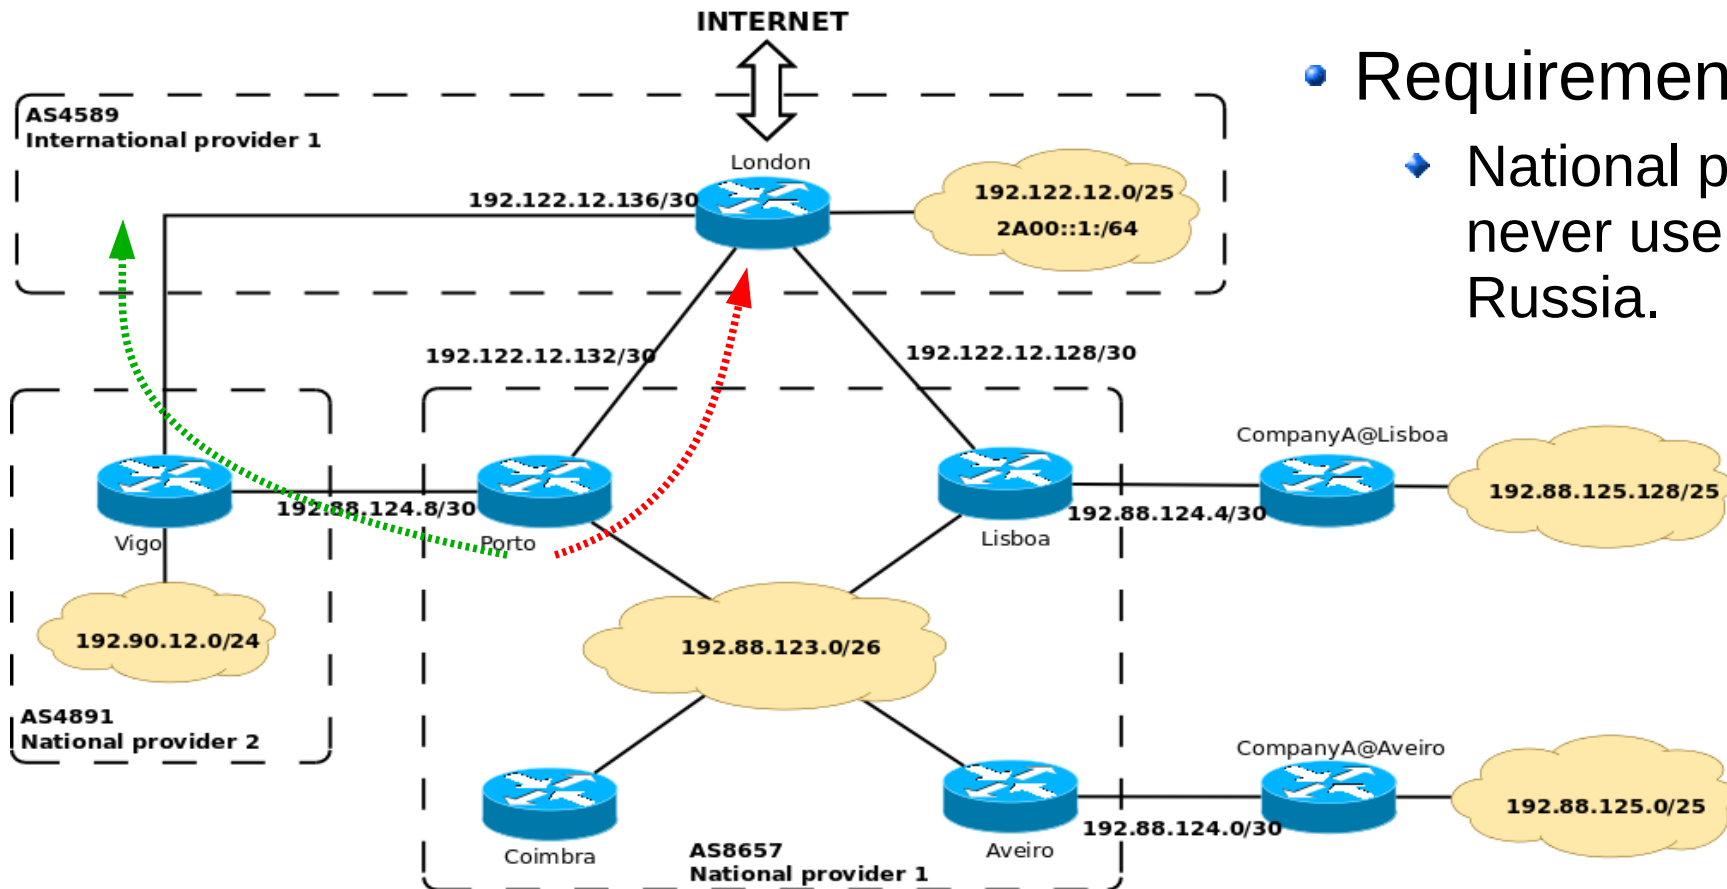 INTERNET
Requiremen
National p
never use
Russia.
AS4589
International provider 1
London
192.122.12.136/30
192.122.12.0/25
2A00::1:/64
192.122.12.132/30
192.122.12.128/30
CompanyA@Lisboa
192.88.125.128/25
192.88.124.8/30
192.88.124.4/30
Vigo
Porto
Lisboa
192.90.12.0/24
192.88.123.0/26
AS4891
National provider 2
CompanyA@Aveiro
192.88.125.0/25
192.88.124.0/30
Coimbra
Aveiro
AS8657
National provider 1